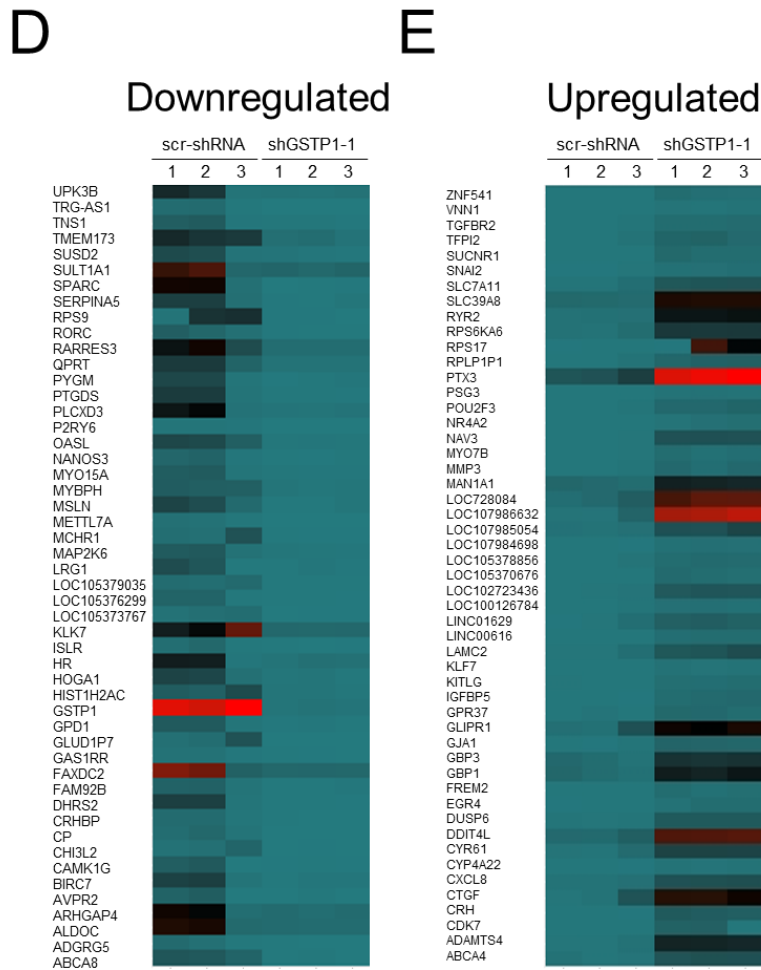 D
E
Downregulated
Upregulated
scr-shRNA shGSTP1-1
1 2 3 1 2 3
UPK3B
TRG-AS1
TNS1
TMEM173
SUSD2
SULT1A1
SPARC
SERPINA5
RPS9
RORC
RARRES3
QPRT
PYGM
PTGDS
PLCXD3
P2RY6
OASL
NANOS3
MYO15A
MYBPH
MSLN
METTL7A
MCHR1
MAP2K6
LRG1
LOC105379035
LOC105376299
LOC105373767
KLK7
ISLR
HR
HOGA1
HIST1H2AC
GSTP1
GPD1
GLUD1P7
GAS1RR
FAXDC2
FAM92B
DHRS2
CRHBP
CP
CHI3L2
CAMK1G
BIRC7
AVPR2
ARHGAP4
ALDOC
ADGRG5
ABCA8
scr-shRNA shGSTP1-1
1 2 3 1 2 3
ZNF541
VNN1
TGFBR2
TFPI2
SUCNR1
SNAI2
SLC7A11
SLC39A8
RYR2
RPS6KA6
RPS17
RPLP1P1
PTX3
PSG3
POU2F3
NR4A2
NAV3
MYO7B
MMP3
MAN1A1
LOC728084
LOC107986632
LOC107985054
LOC107984698
LOC105378856
LOC105370676
LOC102723436
LOC100126784
LINC01629
LINC00616
LAMC2
KLF7
KITLG
IGFBP5
GPR37
GLIPR1
GJA1
GBP3
GBP1
FREM2
EGR4
DUSP6
DDIT4L
CYR61
CYP4A22
CXCL8
CTGF
CRH
CDK7
ADAMTS4
ABCA4